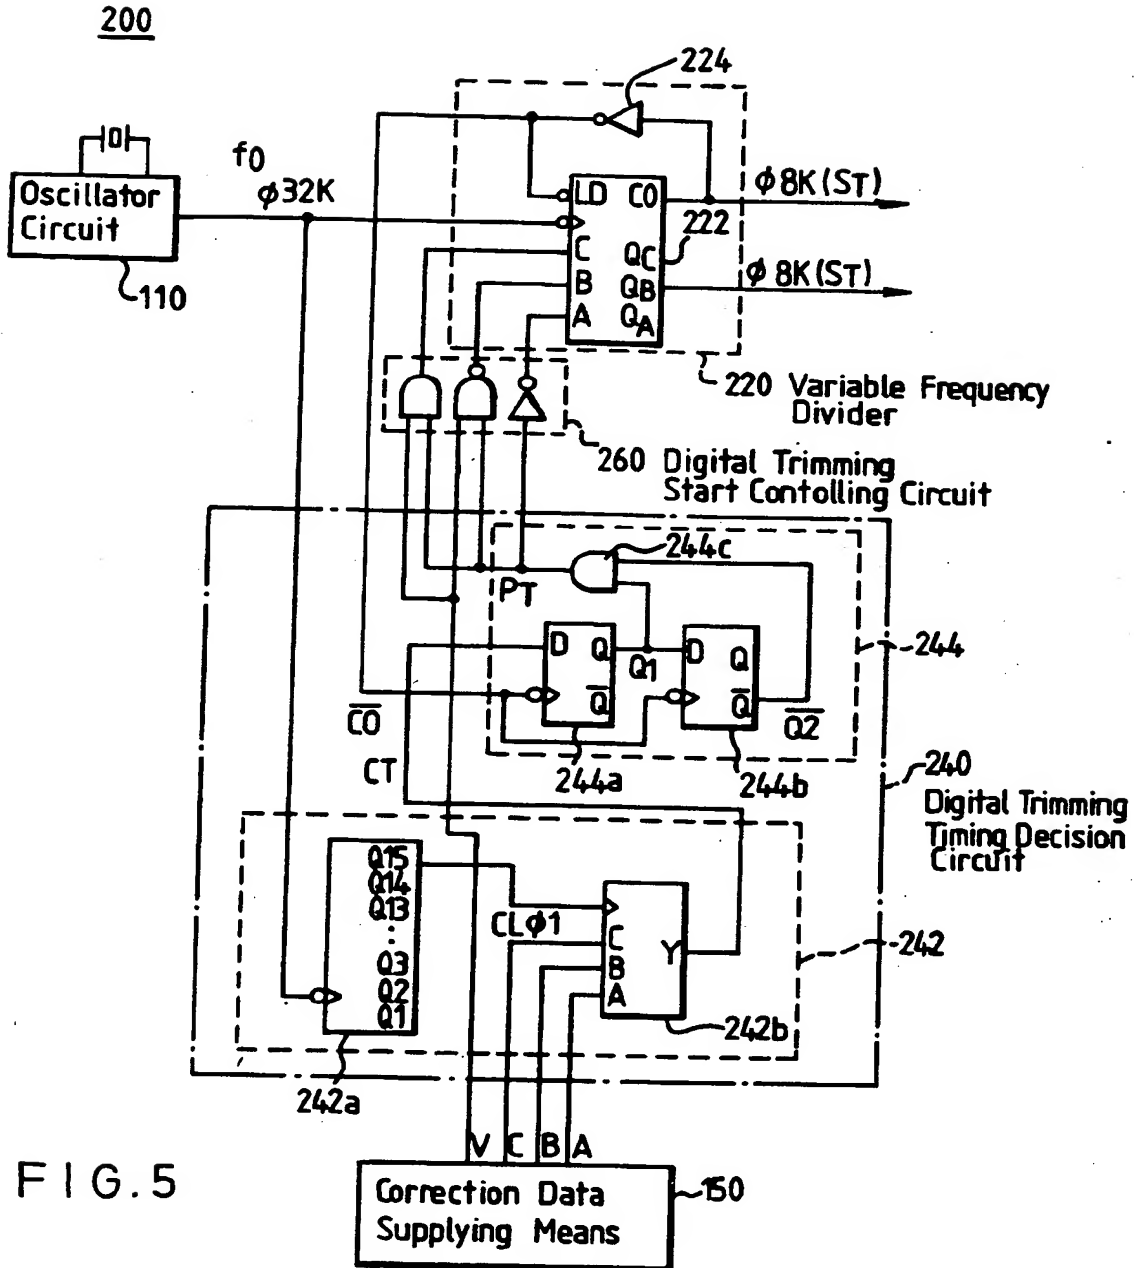 200
224
f0
φ32K
Oscillator
Circuit
110
LD
CO
C
B
A
QC
QB
QA
222
φ8K(ST)
φ8K(ST)
220 Variable Frequency
Divider
260 Digital Trimming
Start Contolling Circuit
244c
PT
D
Q
Q̅
Q1
D
Q
Q̅
C̅O̅
Q̅2̅
244
244a
244b
CT
240
Digital Trimming
Timing Decision
Circuit
Q15
Q14
Q13
Q3
Q2
Q1
CLφ1
C
B
A
Y
242
242b
242a
V
C
B
A
FIG.5
Correction Data
Supplying Means
150